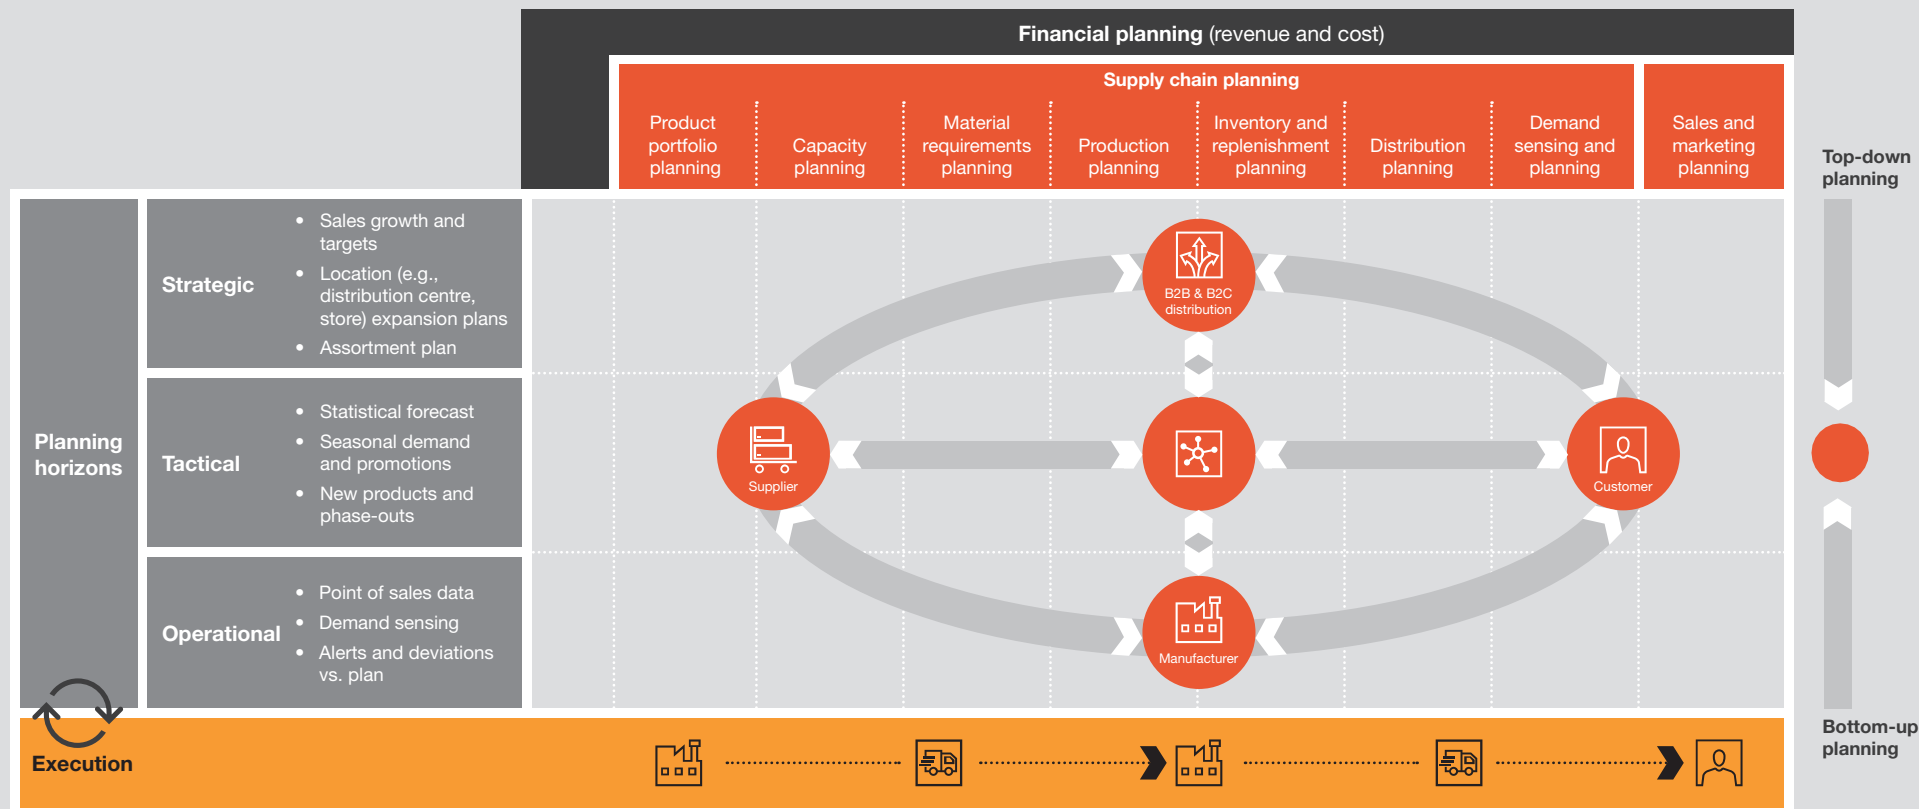 Financial planning (revenue and cost)
Supply chain planning
Product
portfolio
planning
Capacity
planning
Material
requirements
planning
Production
planning
Inventory and
replenishment
planning
Distribution
planning
Demand
sensing and
planning
Sales and
marketing
planning
Top-down
planning
Planning
horizons
Strategic
• Sales growth and
targets
• Location (e.g.,
distribution centre,
store) expansion plans
• Assortment plan
Tactical
• Statistical forecast
• Seasonal demand
and promotions
• New products and
phase-outs
Operational
• Point of sales data
• Demand sensing
• Alerts and deviations
vs. plan
B2B & B2C
distribution
Supplier
Customer
Manufacturer
Bottom-up
planning
Execution